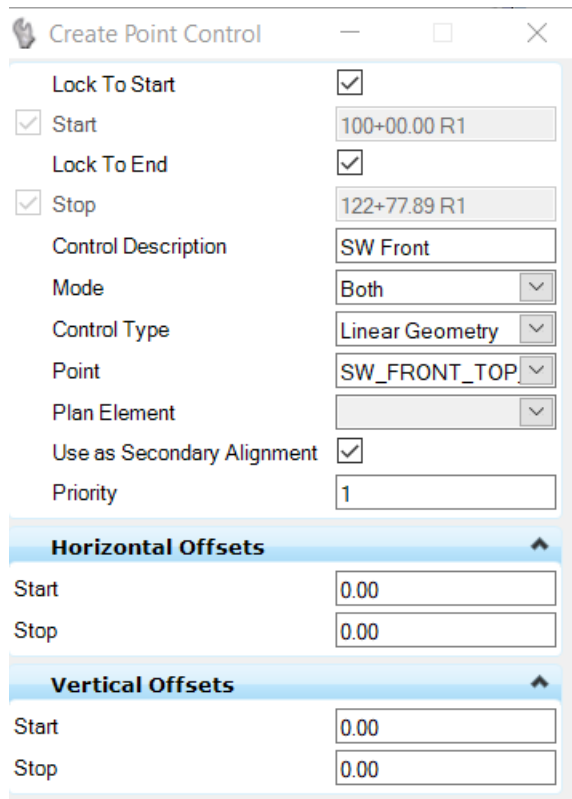 Create Point Control
Lock To Start
Start 100+00.00 R1
Lock To End
Stop 122+77.89 R1
Control Description SW Front
Mode Both
Control Type Linear Geometry
Point SW_FRONT_TOP_
Plan Element
Use as Secondary Alignment
Priority 1
Horizontal Offsets
Start 0.00
Stop 0.00
Vertical Offsets
Start 0.00
Stop 0.00